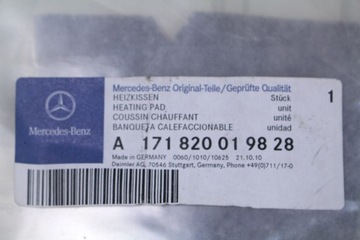 Mercedes-Benz Original-Teile/Geprüfte Qualität
HEIZKISSEN Stück 1
HEATING PAD unit
COUSSIN CHAUFFANT unité
BANQUETA CALEFACCIONABLE unidad
Mercedes-Benz
A 171 820 01 98 28
Made in GERMANY 0060/1010/10625 21.10.10
Daimler AG, 70546 Stuttgart, Germany, Phone +49(0)711/17-0